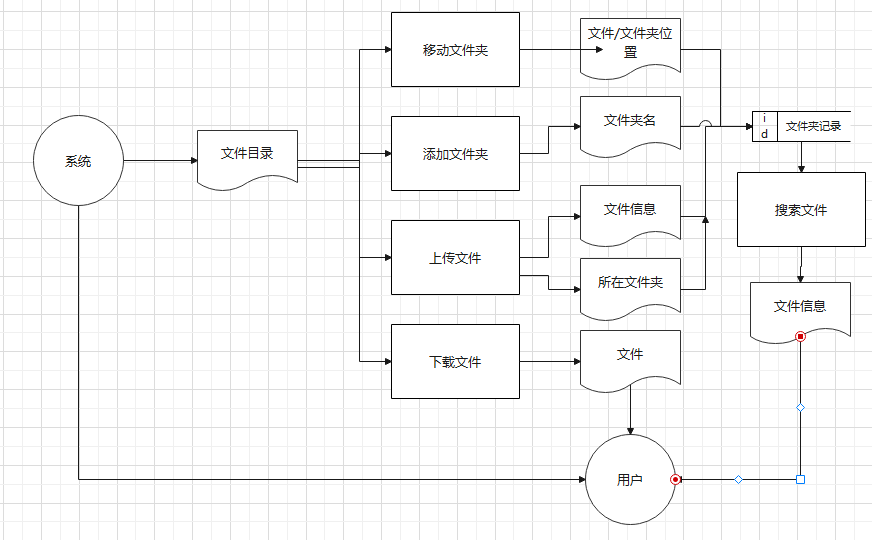 移动文件夹
文件/文件夹位
置
文件夹名
id
文件夹记录
系统
文件目录
添加文件夹
文件信息
搜索文件
上传文件
所在文件夹
文件信息
下载文件
文件
用户